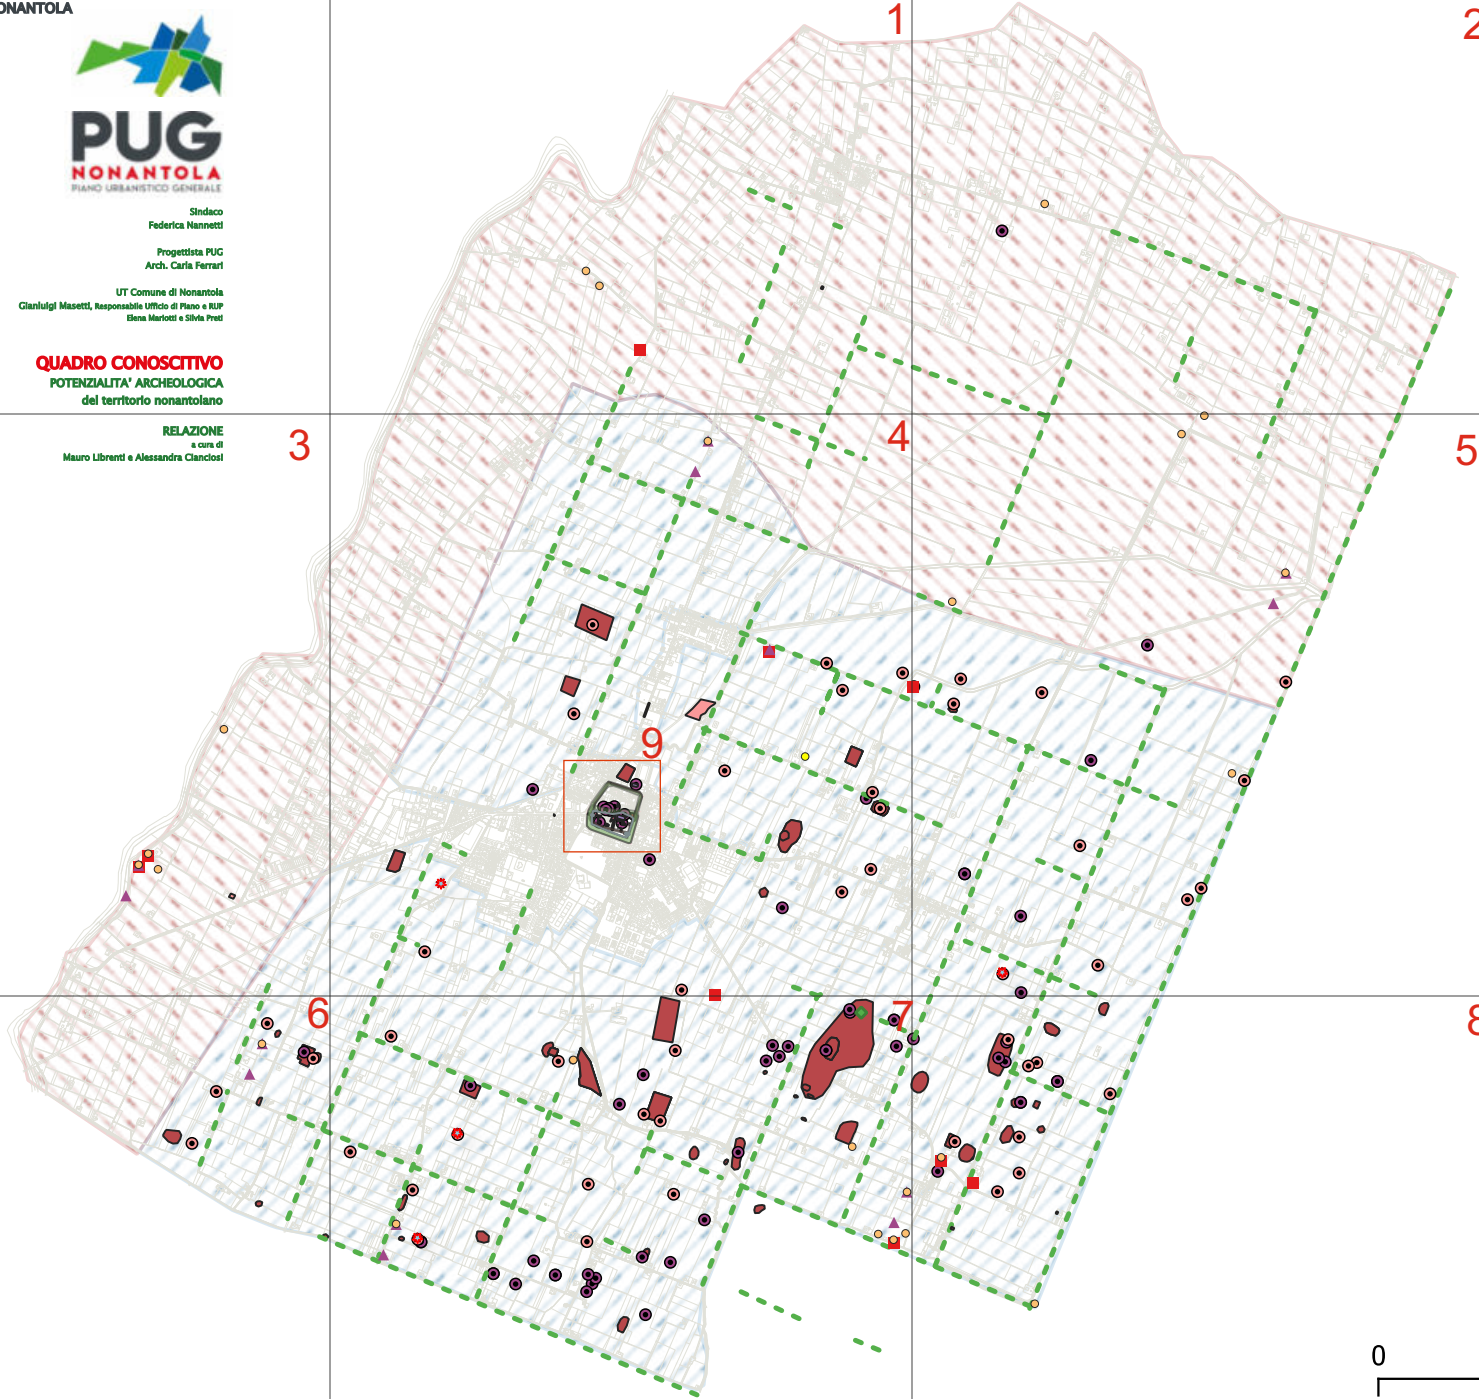 ONANTOLA
PUG
NONANTOLA
PIANO URBANISTICO GENERALE
Sindaco
Federica Nannetti
Progettista PUG
Arch. Carla Ferrari
UT Comune di Nonantola
Gianluigi Masetti, Responsabile Ufficio di Piano e RUP
Elena Mariotti e Silvia Preti
QUADRO CONOSCITIVO
POTENZIALITA' ARCHEOLOGICA
del territorio nonantolano
RELAZIONE
a cura di
Mauro Librenti e Alessandra Cianciosi
1
2
3
4
5
9
6
7
8
0